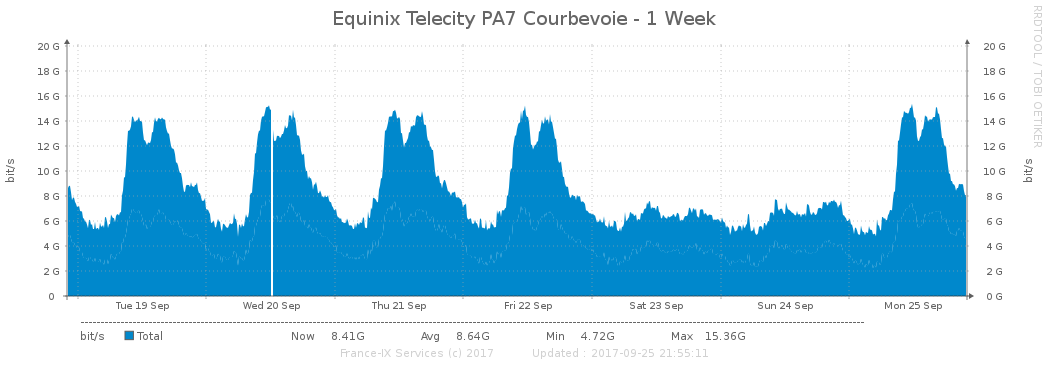 Equinix Telecity PA7 Courbevoie - 1 Week
RRDTOOL / TOBI OETIKER
20 G 20 G
18 G 18 G
16 G 16 G
14 G 14 G
12 G 12 G
10 G 10 G
8 G 8 G
6 G 6 G
4 G 4 G
2 G 2 G
0 0 G
bit/s
bit/s
Tue 19 Sep Wed 20 Sep Thu 21 Sep Fri 22 Sep Sat 23 Sep Sun 24 Sep Mon 25 Sep
bit/s Total Now 8.41G Avg 8.64G Min 4.72G Max 15.36G
France-IX Services (c) 2017 Updated : 2017-09-25 21:55:11